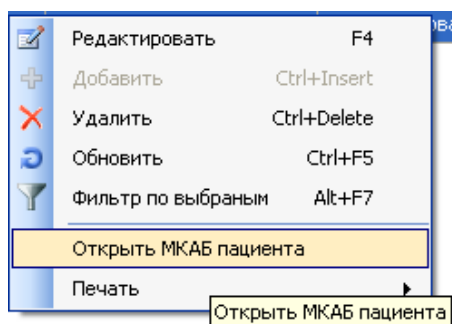 Редактировать F4
Добавить Ctrl+Insert
Удалить Ctrl+Delete
Обновить Ctrl+F5
Фильтр по выбраным Alt+F7
Открыть МКАБ пациента
Печать
Открыть МКАБ пациента